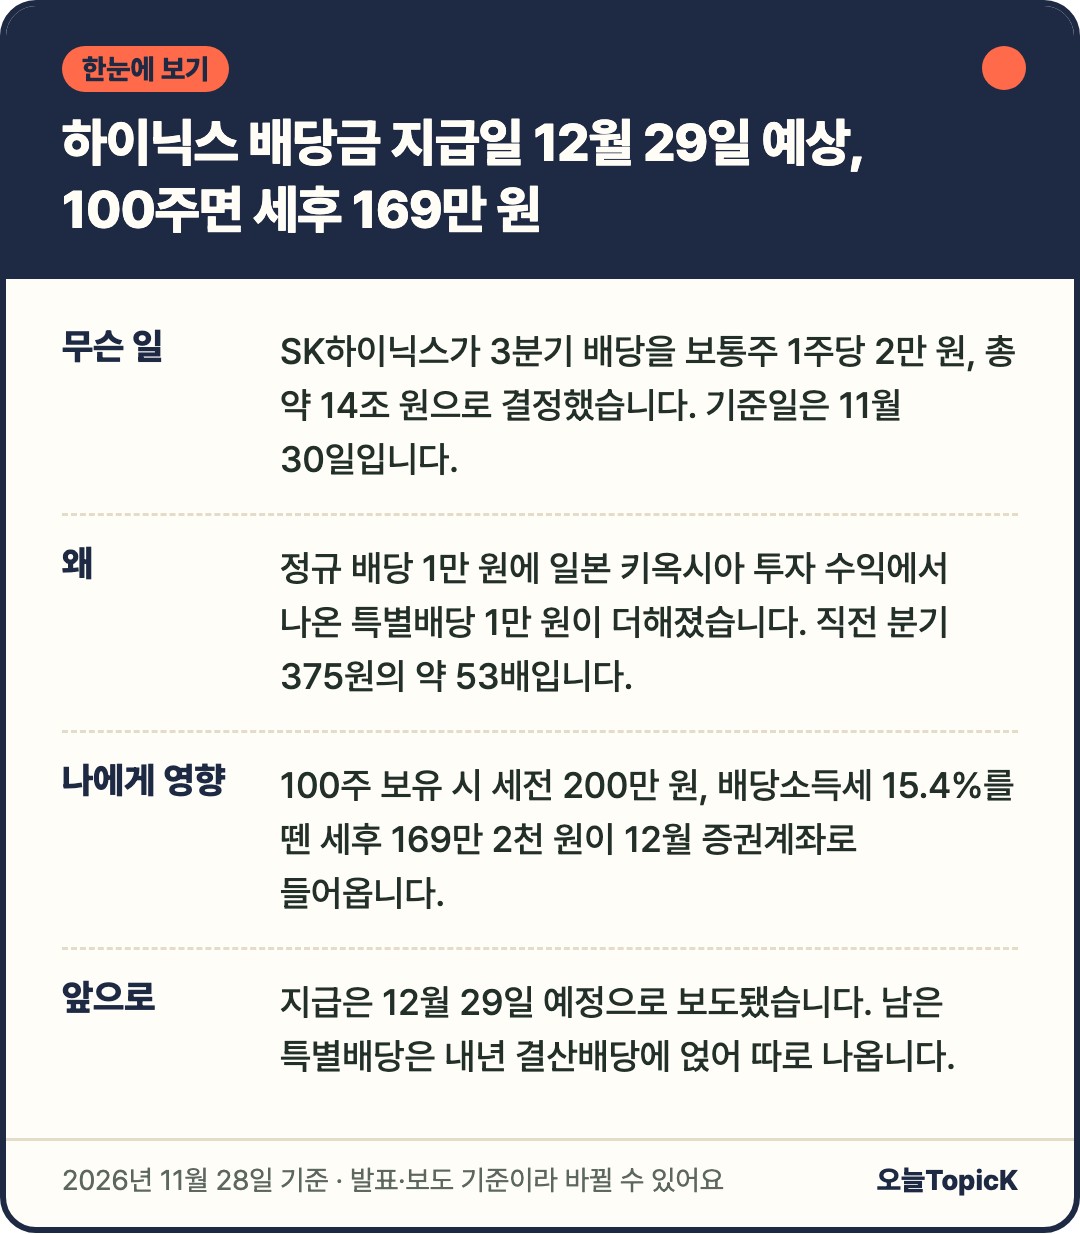 한눈에 보기
하이닉스 배당금 지급일 12월 29일 예상,
100주면 세후 169만 원
무슨 일
SK하이닉스가 3분기 배당을 보통주 1주당 2만 원, 총
약 14조 원으로 결정했습니다. 기준일은 11월
30일입니다.
왜
정규 배당 1만 원에 일본 키옥시아 투자 수익에서
나온 특별배당 1만 원이 더해졌습니다. 직전 분기
375원의 약 53배입니다.
나에게 영향
100주 보유 시 세전 200만 원, 배당소득세 15.4%를
뗀 세후 169만 2천 원이 12월 증권계좌로
들어옵니다.
앞으로
지급은 12월 29일 예정으로 보도됐습니다. 남은
특별배당은 내년 결산배당에 얹어 따로 나옵니다.
2026년 11월 28일 기준 · 발표·보도 기준이라 바뀔 수 있어요
오늘TopicK